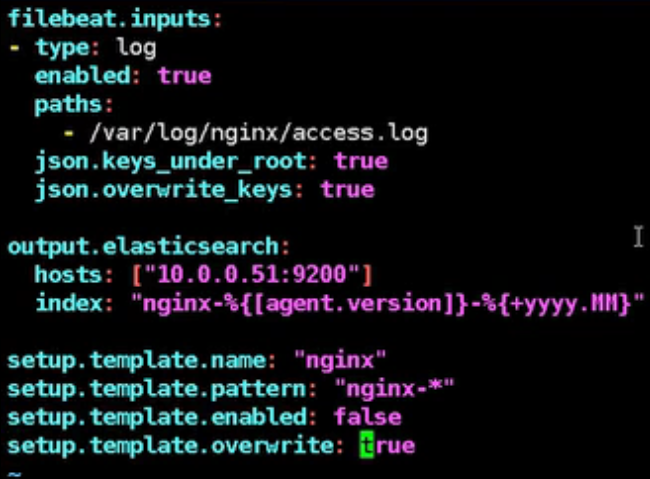 filebeat.inputs:
- type: log
  enabled: true
  paths:
    - /var/log/nginx/access.log
  json.keys_under_root: true
  json.overwrite_keys: true

output.elasticsearch:
  hosts: ["10.0.0.51:9200"]
  index: "nginx-%{[agent.version]}-%{+yyyy.MM}"

setup.template.name: "nginx"
setup.template.pattern: "nginx-*"
setup.template.enabled: false
setup.template.overwrite: true
~